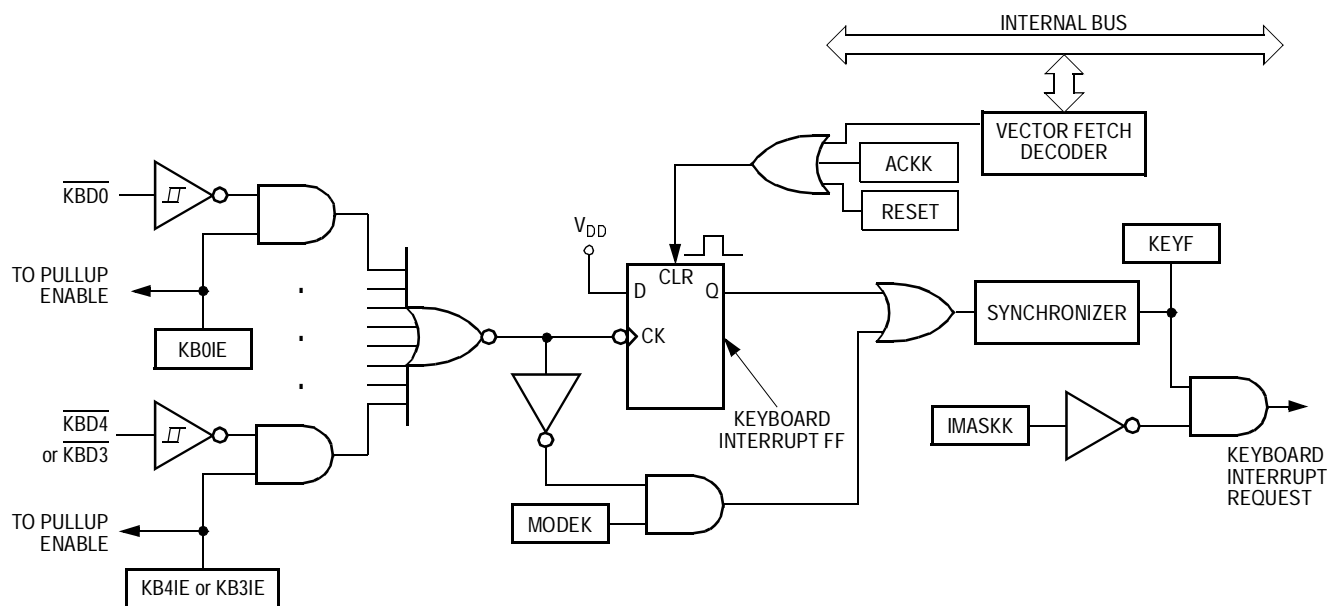 INTERNAL BUS
VECTOR FETCH
DECODER
ACKK
RESET
KBD0
TO PULLUP
ENABLE
KB0IE
KBD4
or KBD3
TO PULLUP
ENABLE
KB4IE or KB3IE
VDD
CLR
D
Q
CK
KEYBOARD
INTERRUPT FF
MODEK
SYNCHRONIZER
KEYF
IMASKK
KEYBOARD
INTERRUPT
REQUEST